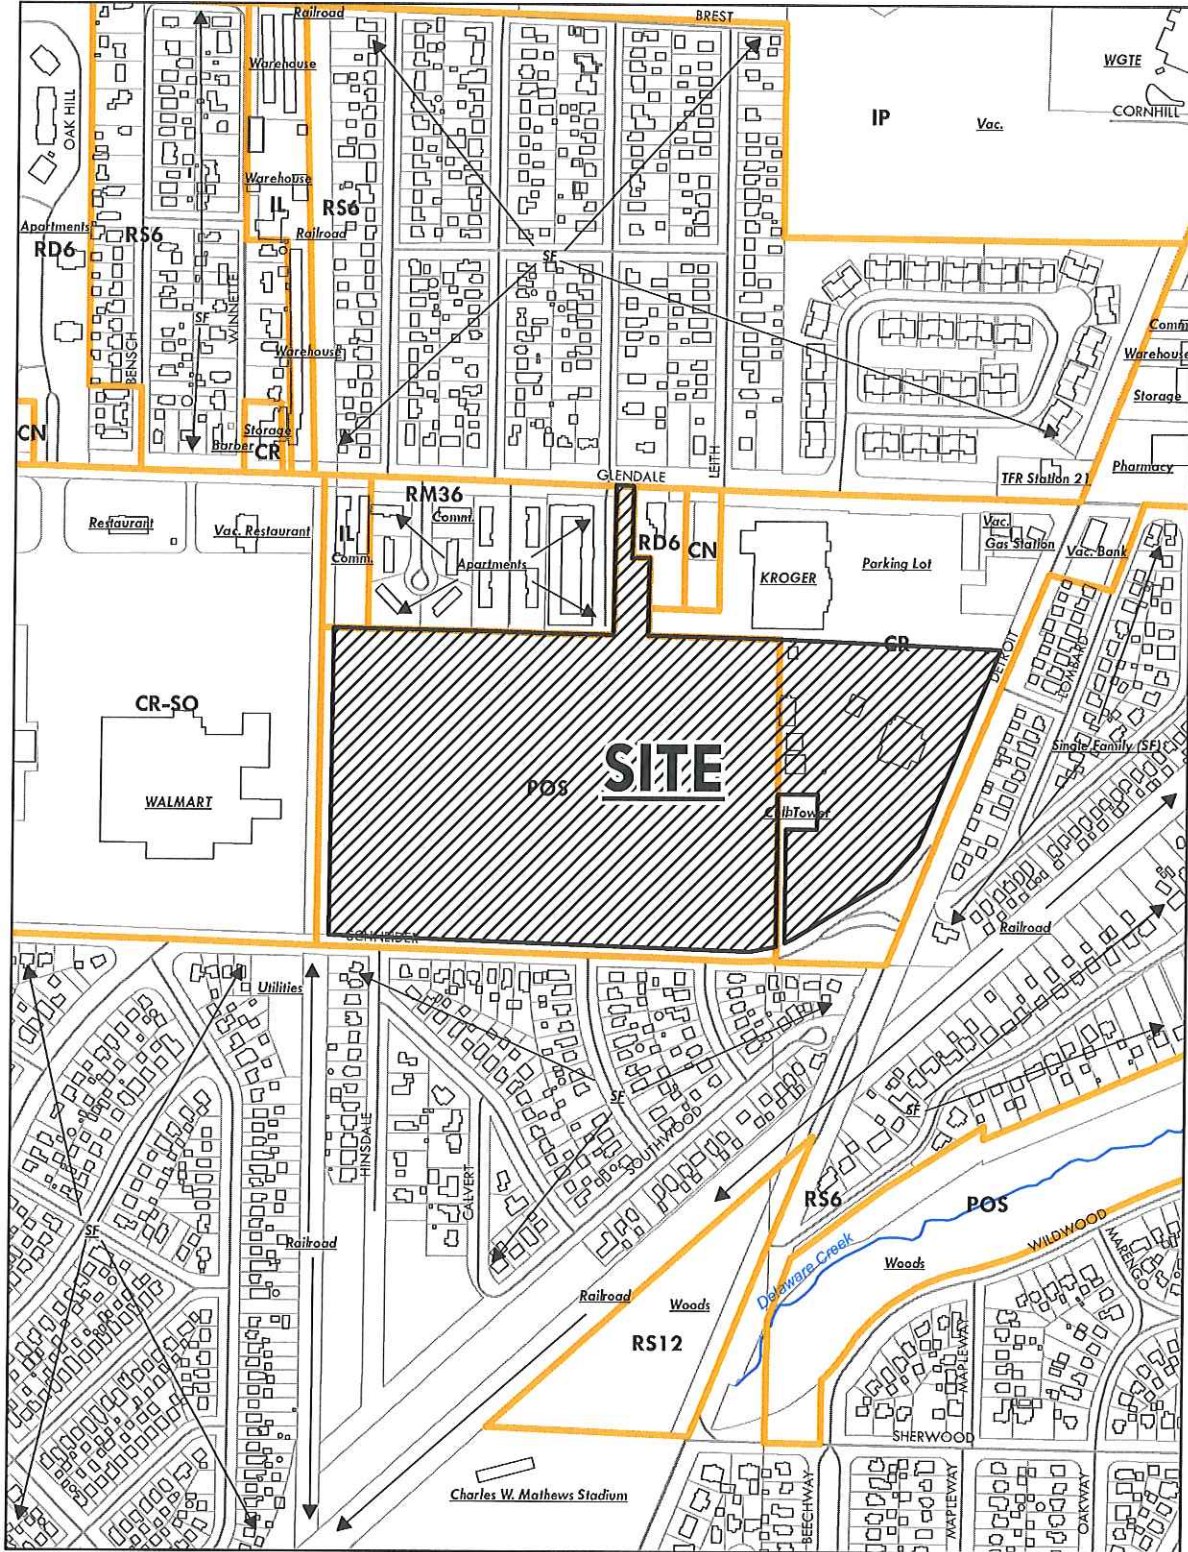 Railroad
BREST
WGTE
CORNHILL
Warehouse
OAK HILL
IP
Vac.
Warehouse
IL
RS6
Apartments
RD6
RS6
Railroad
SF
WINNETTE
SF
BENSCH
Warehouse
Warehouse
Storage
CN
Storage
Barber
CR
LEITH
Pharmacy
GLENDALE
TFR Station 21
RM36
Restaurant
Vac. Restaurant
IL
Comm.
Comm.
Apartments
RD6
CN
KROGER
Parking Lot
Vac.
Gas Station
Vac. Bank
CR
DETROIT
LOMBARD
CR-SO
Single Family (SF)
SITE
POS
WALMART
Tower
SCHNEIDER
Railroad
Utilities
HINSDALE
SF
SF
SOUTHWOOD
CALVERT
RS6
POS
SF
WILDWOOD
MARENGO
Railroad
Delaware Creek
Woods
Railroad
Woods
RS12
MAPLEWAY
SHERWOOD
Charles W. Mathews Stadium
BEECHWAY
MAPLEWAY
OAKWAY